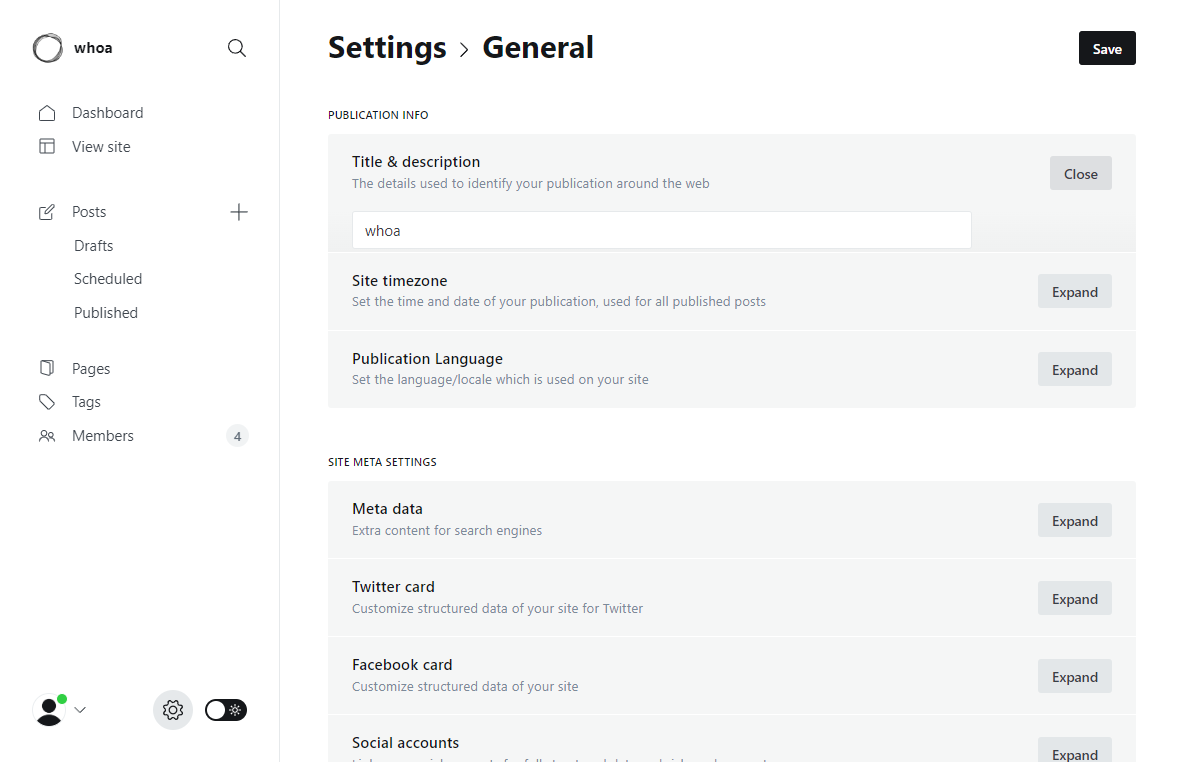 whoa
Dashboard
View site
Posts
Drafts
Scheduled
Published
Pages
Tags
Members 4
Settings > General
Save
PUBLICATION INFO
Title & description
The details used to identify your publication around the web
Close
whoa
Site timezone
Set the time and date of your publication, used for all published posts
Expand
Publication Language
Set the language/locale which is used on your site
Expand
SITE META SETTINGS
Meta data
Extra content for search engines
Expand
Twitter card
Customize structured data of your site for Twitter
Expand
Facebook card
Customize structured data of your site
Expand
Social accounts
Expand